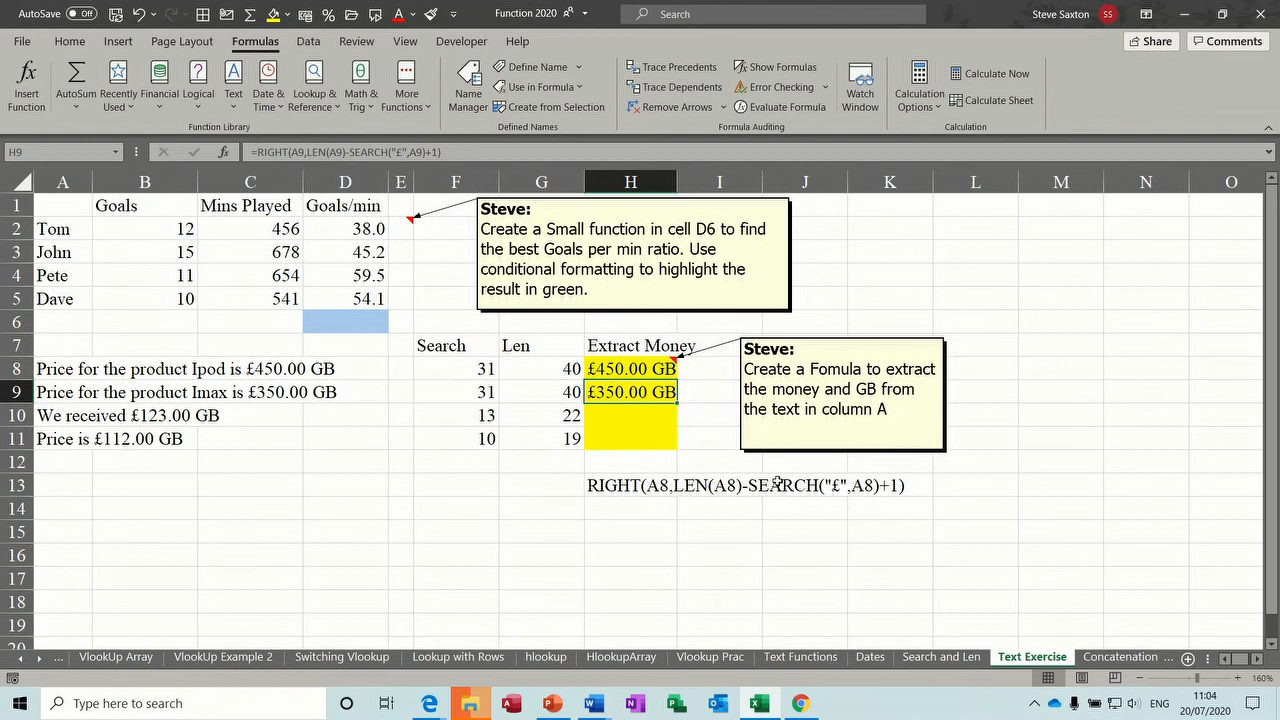 AutoSave Off Function 2020 Search Steve Saxton SS
File Home Insert Page Layout Formulas Data Review View Developer Help Share Comments
Insert Function
AutoSum
Recently Used
Financial
Logical
Text
Date & Time
Lookup & Reference
Math & Trig
More Functions
Function Library
Name Manager
Define Name
Use in Formula
Create from Selection
Defined Names
Trace Precedents
Trace Dependents
Remove Arrows
Show Formulas
Error Checking
Evaluate Formula
Formula Auditing
Watch Window
Calculation Options
Calculate Now
Calculate Sheet
Calculation
H9 fx =RIGHT(A9,LEN(A9)-SEARCH("£",A9)+1)
A B C D E F G H I J K L M N O
1 Goals Mins Played Goals/min
2 Tom 12 456 38.0
3 John 15 678 45.2
4 Pete 11 654 59.5
5 Dave 10 541 54.1
6
Steve:
Create a Small function in cell D6 to find
the best Goals per min ratio. Use
conditional formatting to highlight the
result in green.
7 Search Len Extract Money
8 Price for the product Ipod is £450.00 GB 31 40 £450.00 GB
9 Price for the product Imax is £350.00 GB 31 40 £350.00 GB
10 We received £123.00 GB 13 22
11 Price is £112.00 GB 10 19
Steve:
Create a Fomula to extract
the money and GB from
the text in column A
12
13 RIGHT(A8,LEN(A8)-SEARCH("£",A8)+1)
14
15
16
17
18
19
20
... VlookUp Array VlookUp Example 2 Switching Vlookup Lookup with Rows hlookup HlookupArray Vlookup Prac Text Functions Dates Search and Len Text Exercise Concatenation ...
160%
Type here to search ENG 11:04
20/07/2020